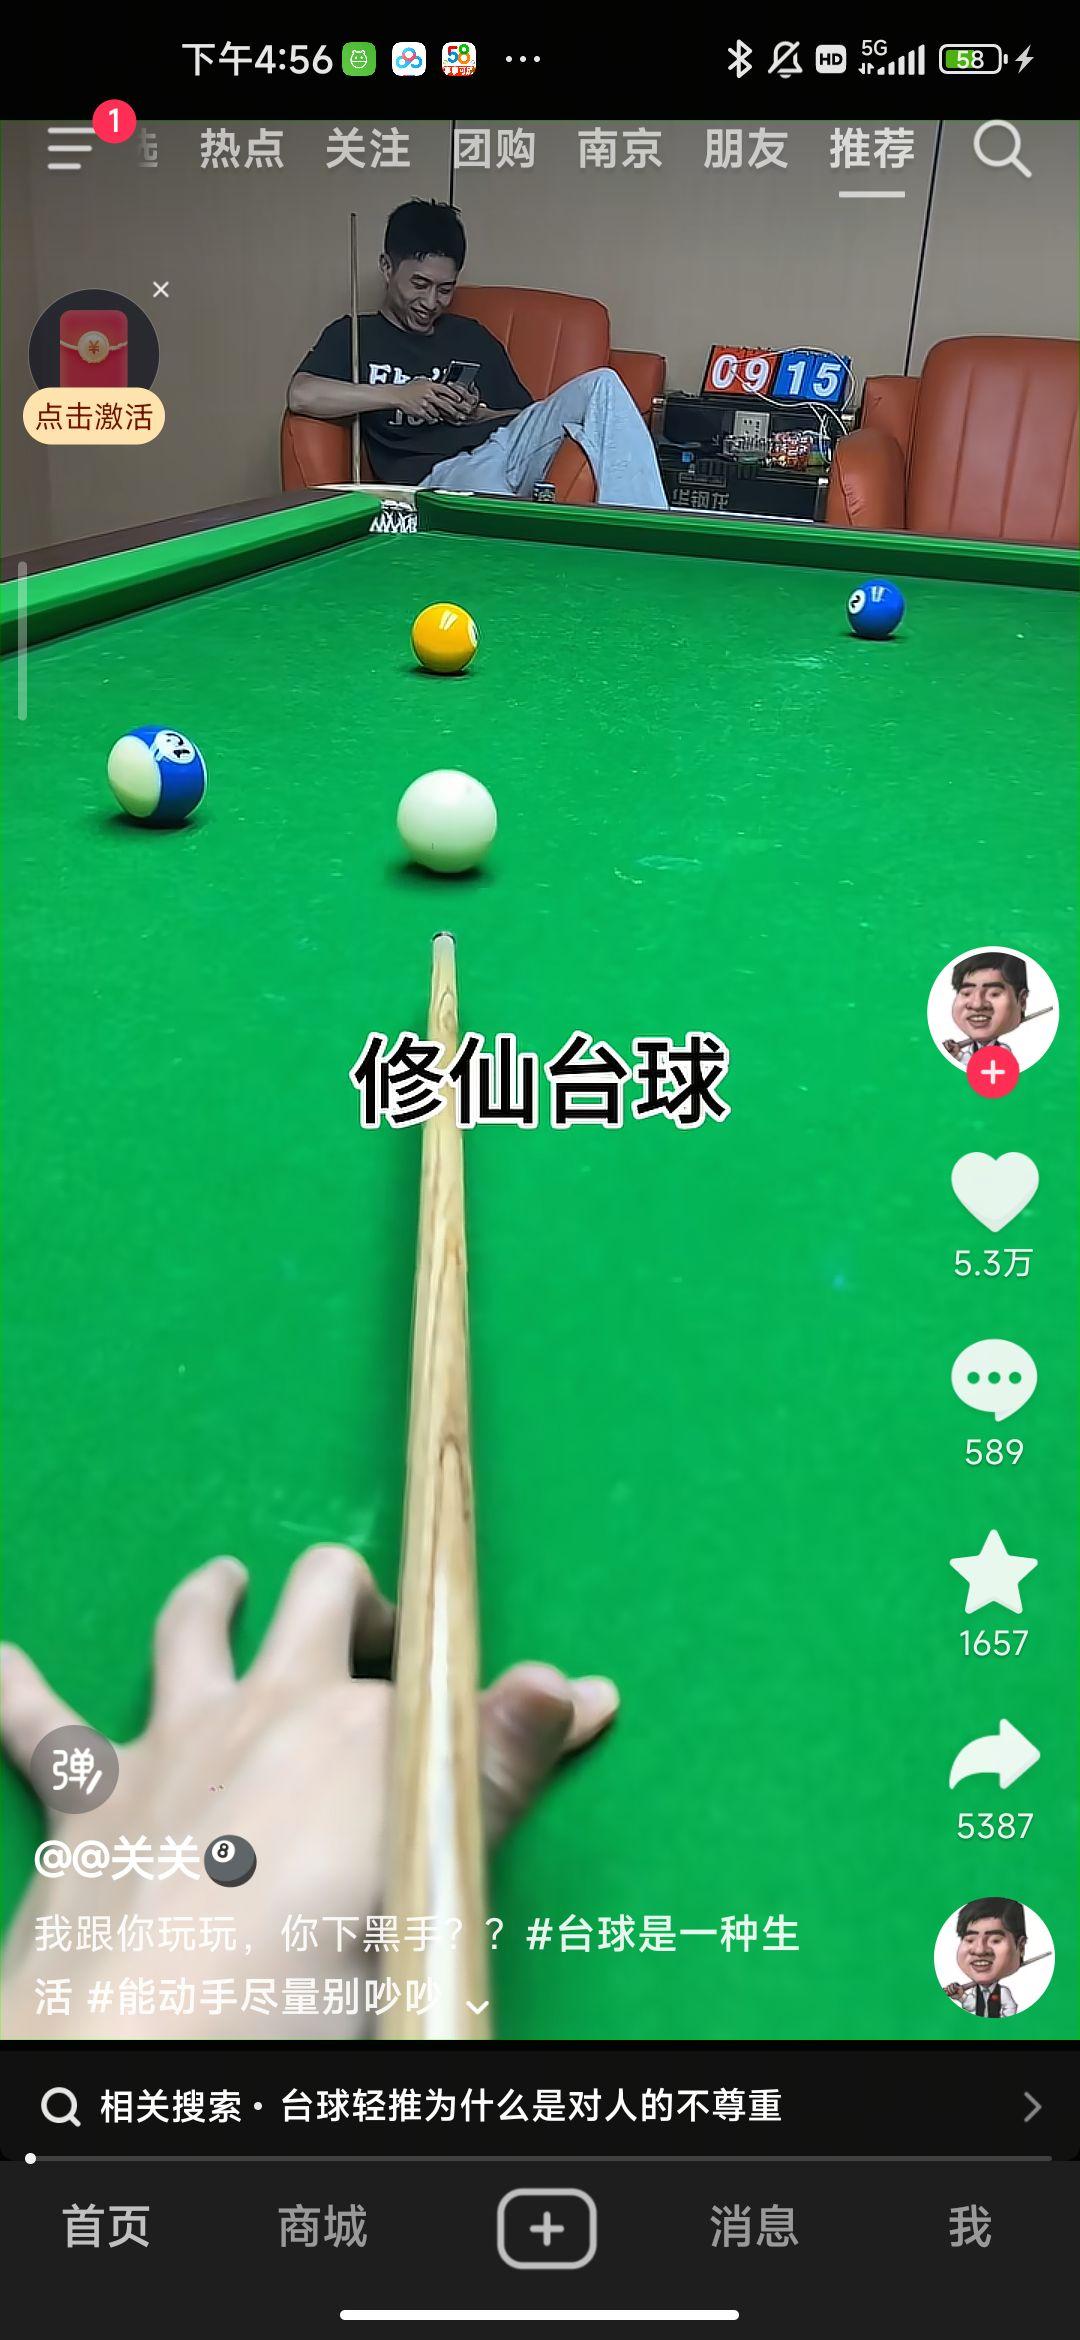 下午4:56
58
HD
5G
58
1
热点 关注 团购 南京 朋友 推荐
点击激活
09 15
2
修仙台球
5.3万
589
1657
5387
弹
@@关关🎱
我跟你玩玩，你下黑手？？#台球是一种生
活 #能动手尽量别吵吵
相关搜索·台球轻推为什么是对人的不尊重
首页 商城 消息 我